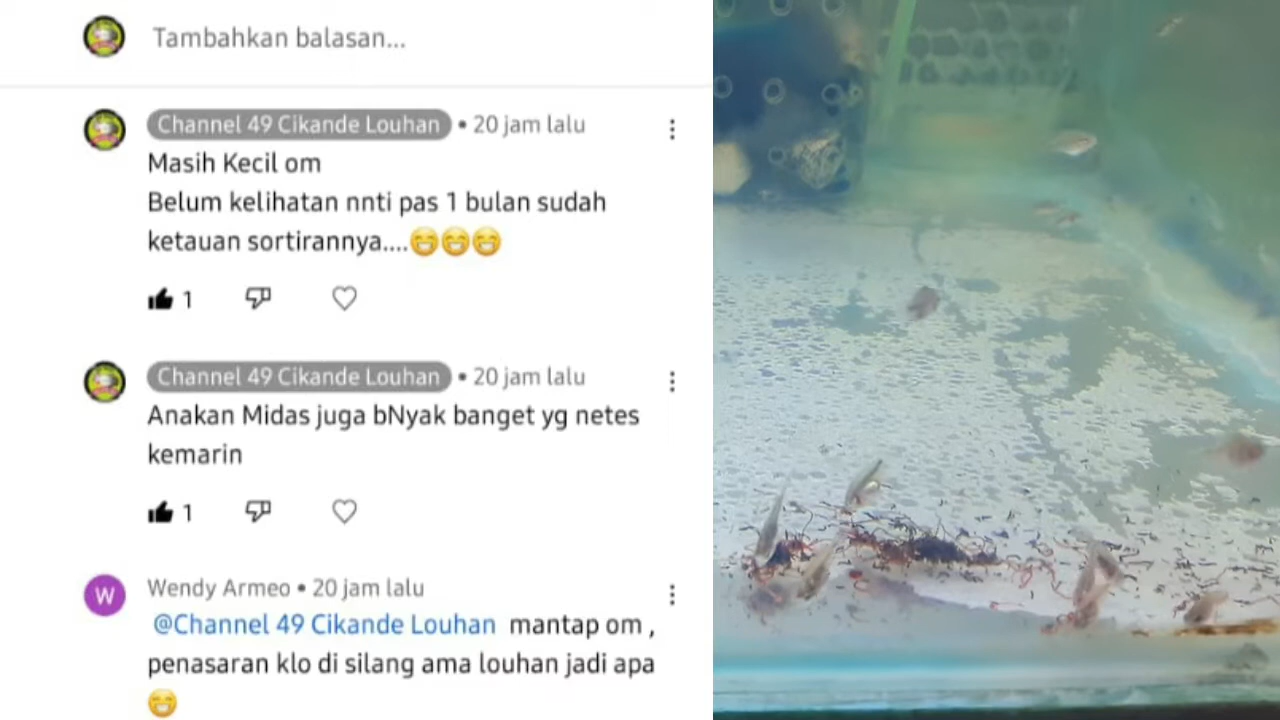 Tambahkan balasan...
Channel 49 Cikande Louhan • 20 jam lalu
Masih Kecil om
Belum kelihatan nnti pas 1 bulan sudah
ketauan sortirannya....😁😁😁
1
Channel 49 Cikande Louhan • 20 jam lalu
Anakan Midas juga bNyak banget yg netes
kemarin
1
W
Wendy Armeo • 20 jam lalu
@Channel 49 Cikande Louhan mantap om ,
penasaran klo di silang ama louhan jadi apa
😁